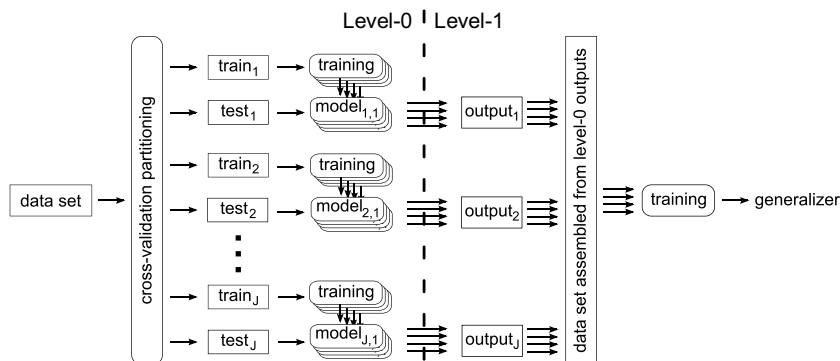 Level-0 Level-1
data set
cross-validation partitioning
train1 training
test1 model1,1 output1
train2 training
test2 model2,1 output2
trainJ training
testJ modelJ,1 outputJ
data set assembled from level-0 outputs
training
generalizer